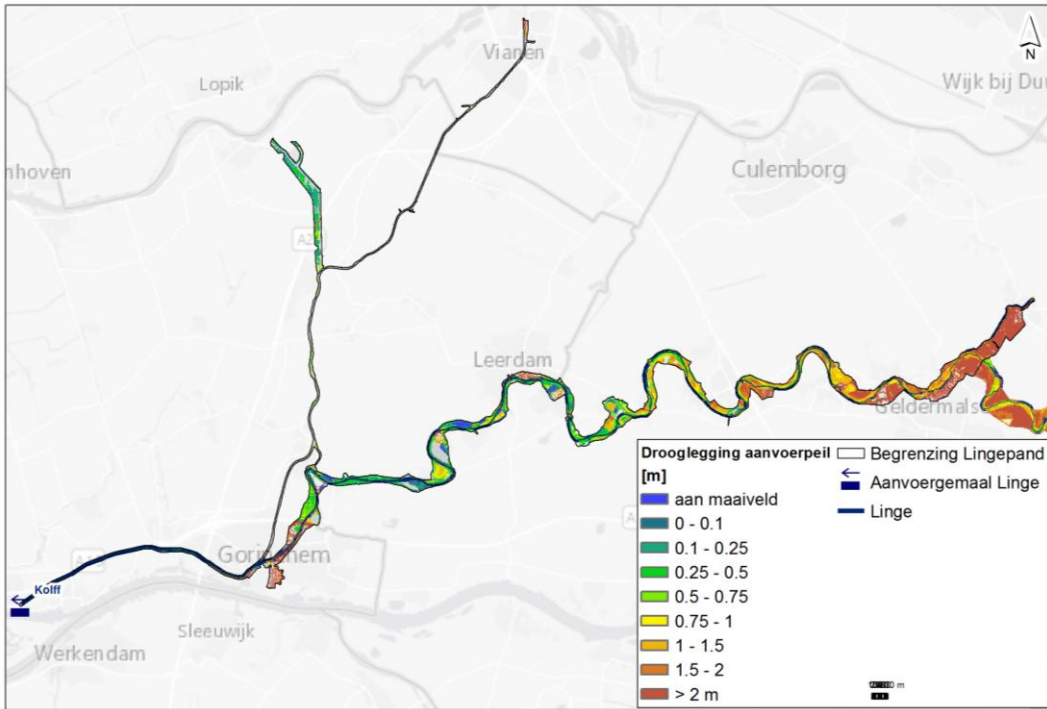 Vianen
N
Lopik
Wijk bij Du
Culemborg
nhoven
A2
Leerdam
Geldermalse
Gorinchem
Kolff
Sleeuwijk
Werkendam
Drooglegging aanvoerpeil
[m]
aan maaiveld
0 - 0.1
0.1 - 0.25
0.25 - 0.5
0.5 - 0.75
0.75 - 1
1 - 1.5
1.5 - 2
> 2 m
Begrenzing Lingepand
Aanvoergemaal Linge
Linge